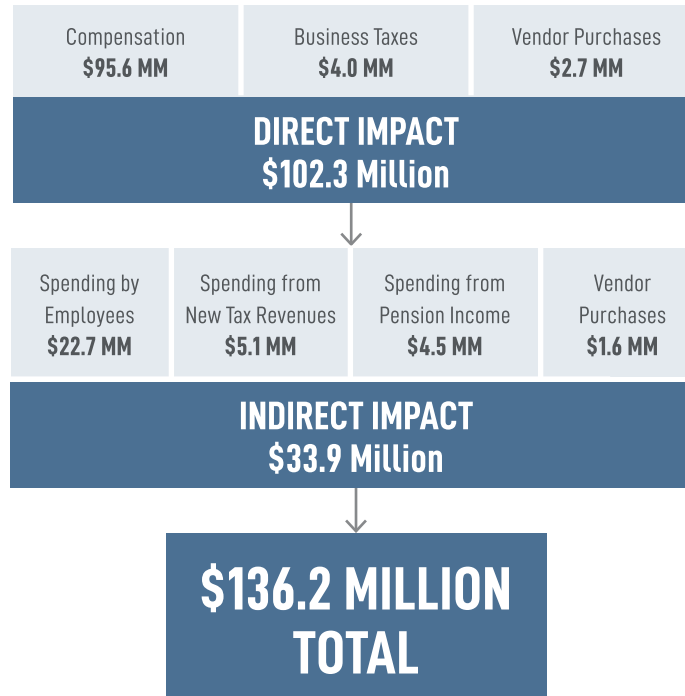 Compensation
$95.6 MM
Business Taxes
$4.0 MM
Vendor Purchases
$2.7 MM
DIRECT IMPACT
$102.3 Million
Spending by
Employees
$22.7 MM
Spending from
New Tax Revenues
$5.1 MM
Spending from
Pension Income
$4.5 MM
Vendor
Purchases
$1.6 MM
INDIRECT IMPACT
$33.9 Million
$136.2 MILLION
TOTAL